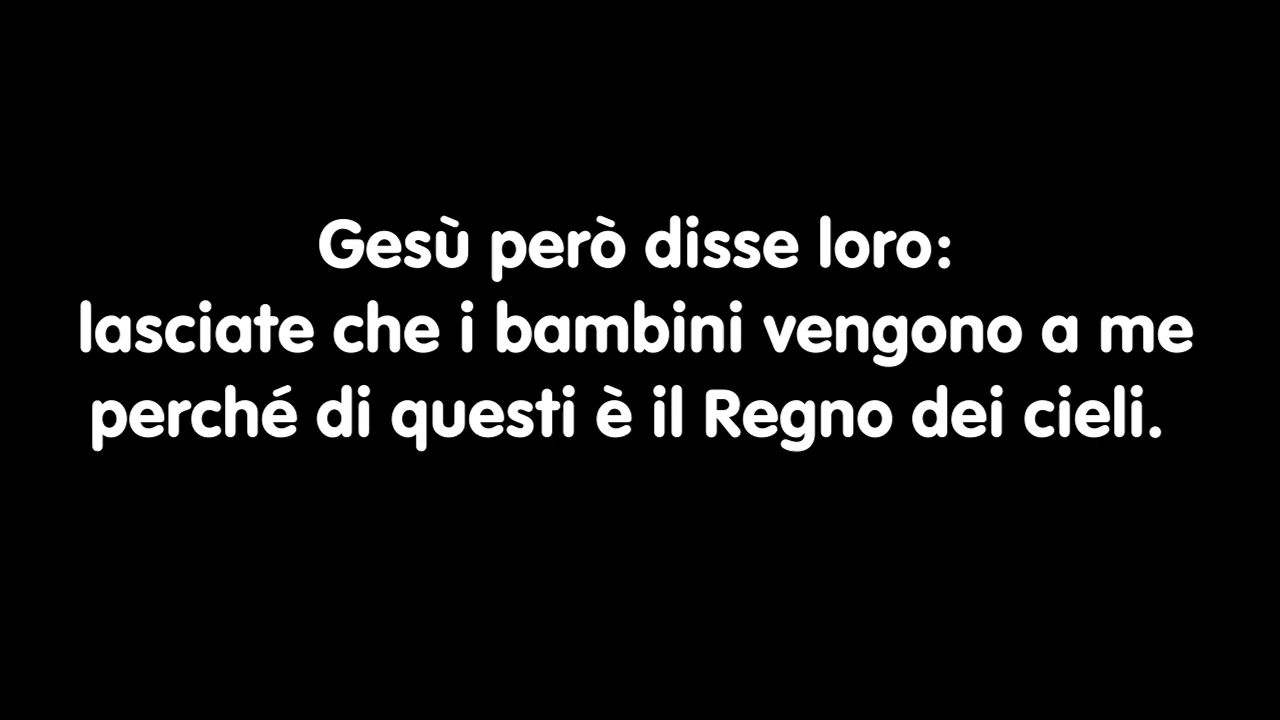 Gesù però disse loro:
lasciate che i bambini vengono a me
perché di questi è il Regno dei cieli.